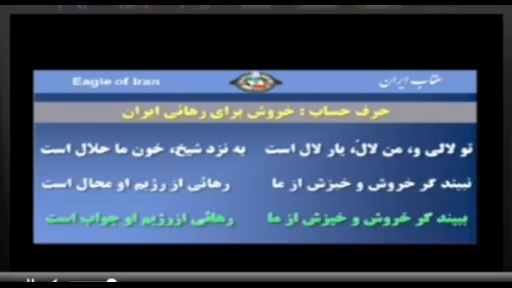 Eagle of Iran عقاب ایران
حرف حساب : خروش برای رهائی ایران
تو لالی و، من لالّ، یار لال است به نزد شیخ، خون ما حلال است
نبیند گر خروش و خیزش از ما رهائی از رژیم او محال است
ببیند گر خروش و خیزش از ما رهائی ازرژیم او جواب است